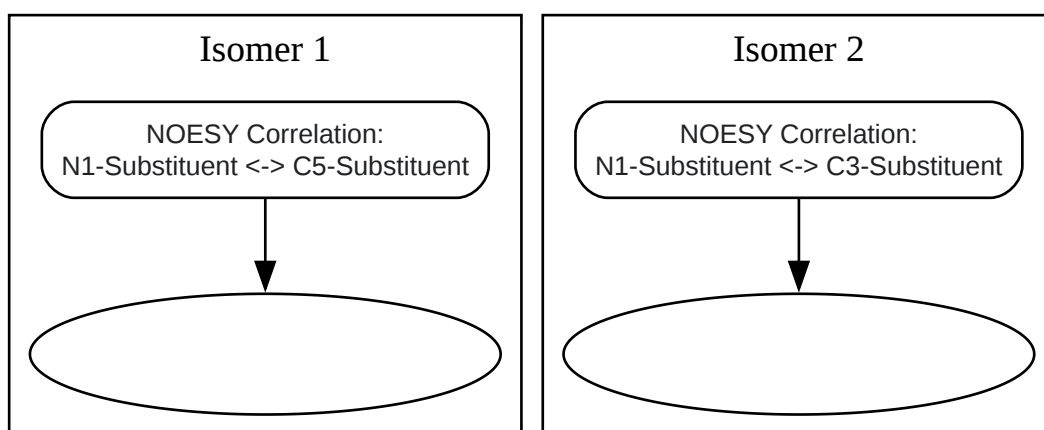 Isomer 1
NOESY Correlation:
N1-Substituent <-> C5-Substituent
Isomer 2
NOESY Correlation:
N1-Substituent <-> C3-Substituent